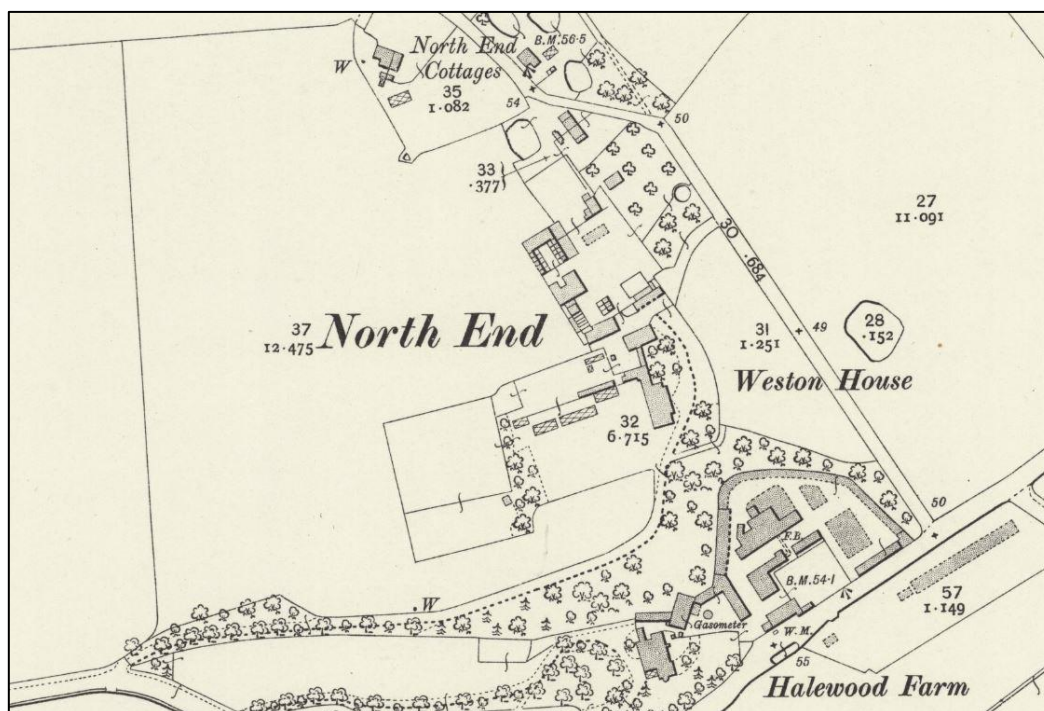 North End
Cottages
B.M. 56·5
W
35
1·082
54
50
33
·377
27
11·091
30
·684
37
12·475
North End
49
28
·152
31
1·251
Weston House
32
6·715
50
F.B.
B.M. 54·1
57
1·149
W
Gasometer
W.M.
55
Halewood Farm